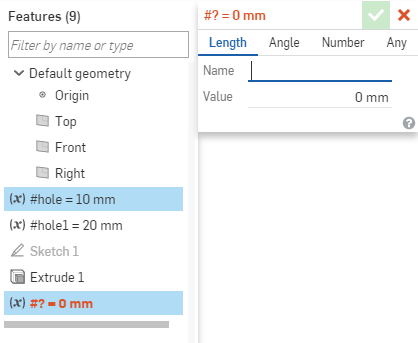 Features (9)
Filter by name or type
Default geometry
Origin
Top
Front
Right
(x) #hole = 10 mm
(x) #hole1 = 20 mm
Sketch 1
Extrude 1
(x) #? = 0 mm
#? = 0 mm
Length Angle Number Any
Name
Value 0 mm
?